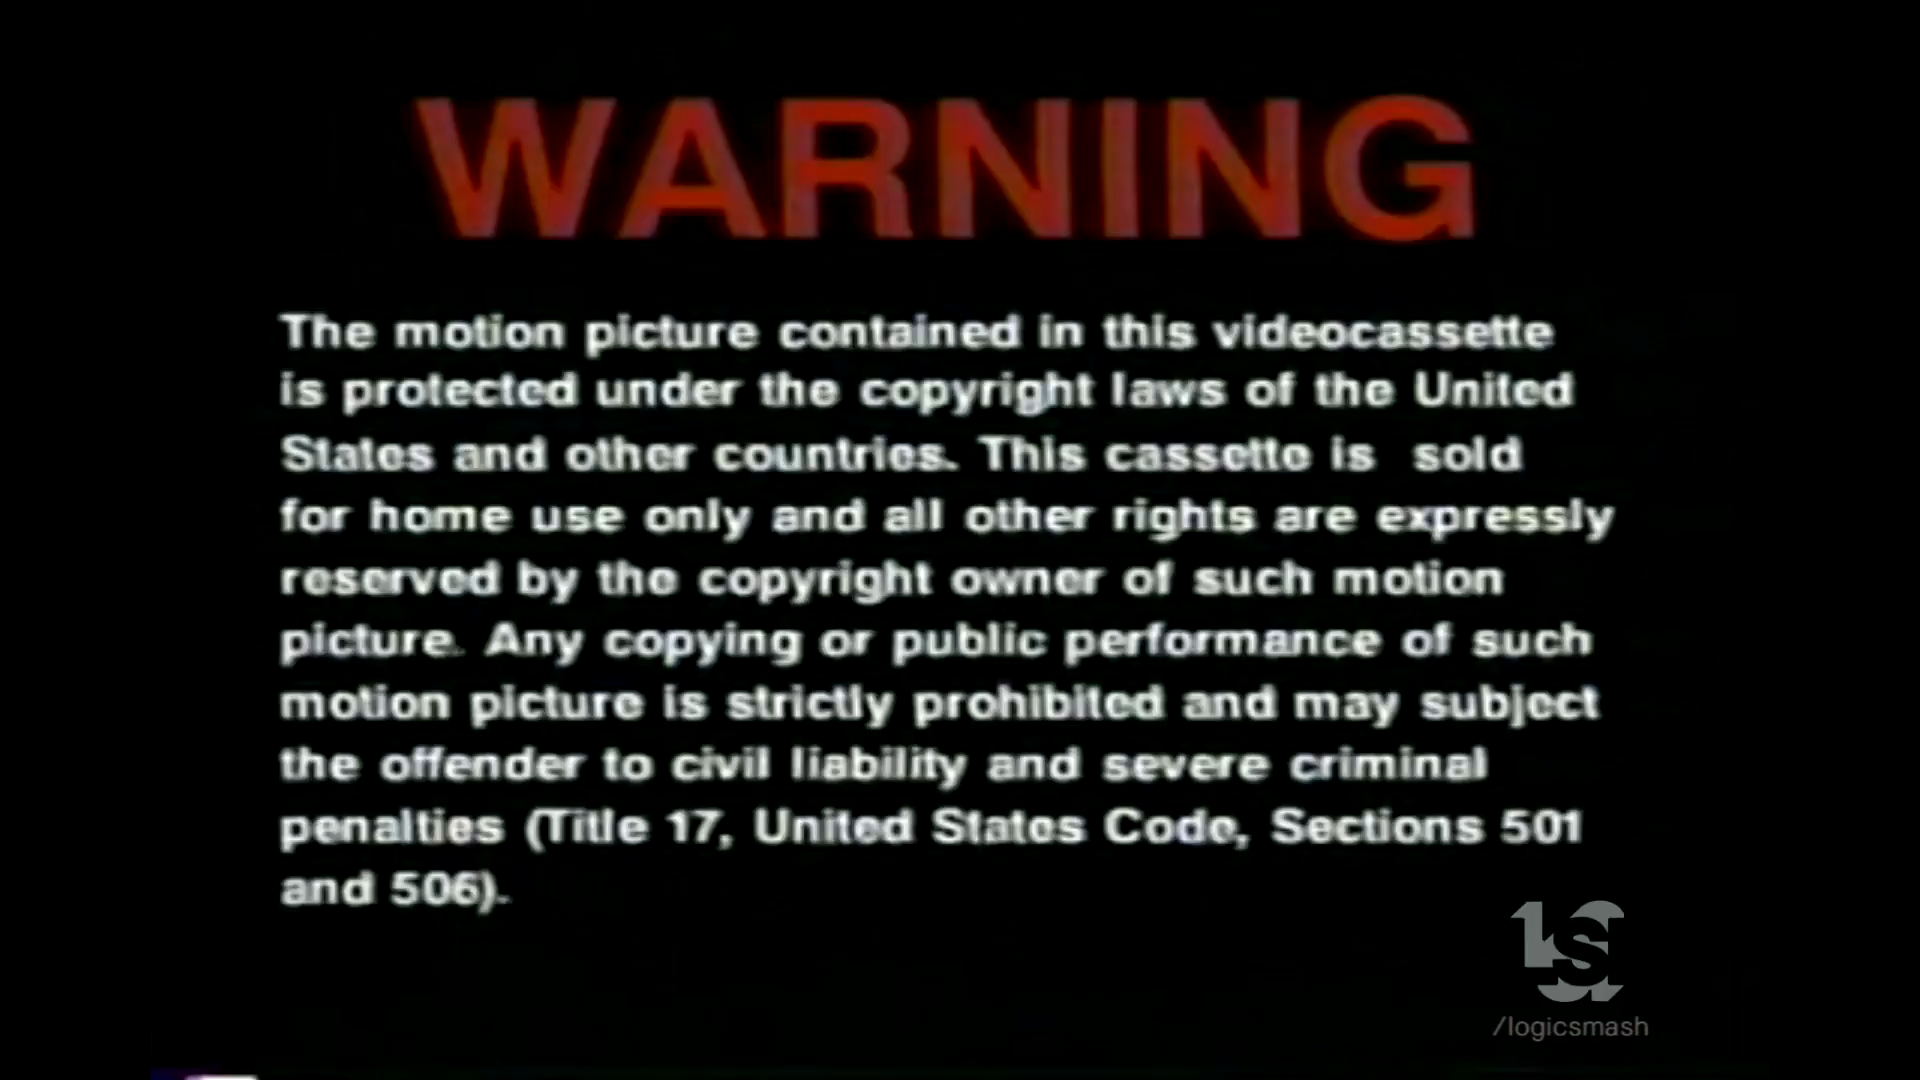 WARNING
The motion picture contained in this videocassette
is protected under the copyright laws of the United
States and other countries. This cassette is sold
for home use only and all other rights are expressly
reserved by the copyright owner of such motion
picture. Any copying or public performance of such
motion picture is strictly prohibited and may subject
the offender to civil liability and severe criminal
penalties (Title 17, United States Code, Sections 501
and 506).
/logicsmash